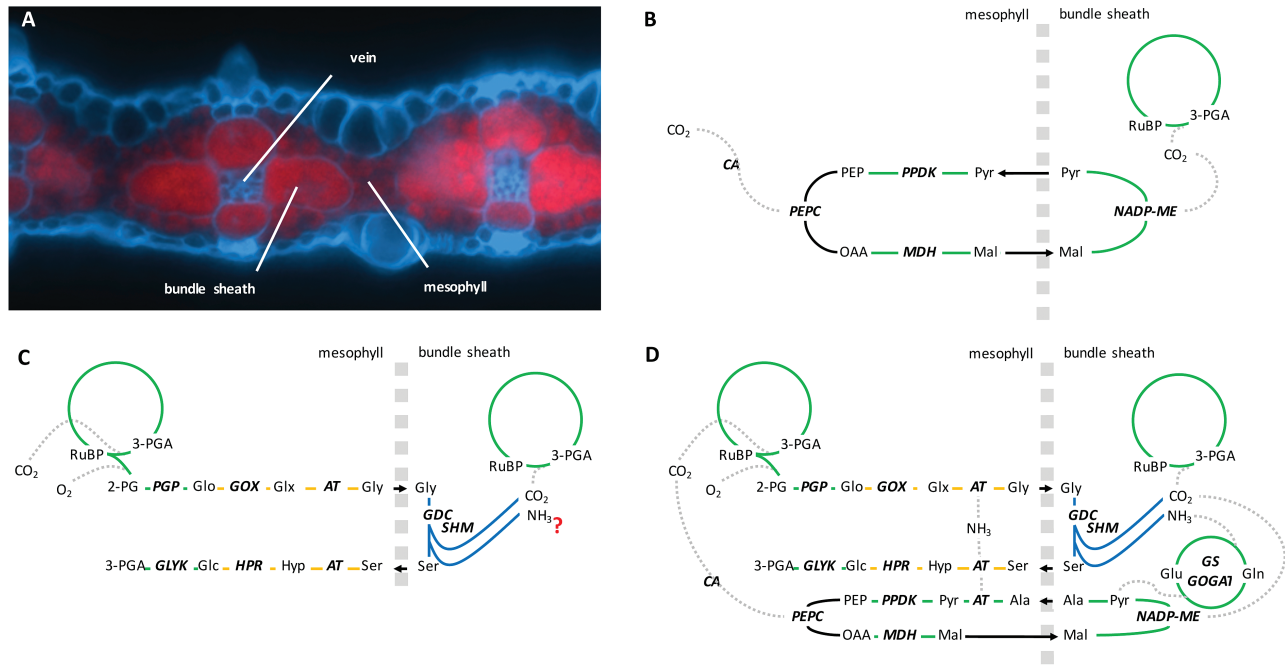 A
vein
bundle sheath
mesophyll
B
mesophyll
bundle sheath
CO2
CA
PEPC
PEP
PPDK
Pyr
Pyr
OAA
MDH
Mal
Mal
NADP-ME
RuBP
3-PGA
CO2
C
mesophyll
bundle sheath
RuBP
3-PGA
CO2
O2
2-PG PGP Glo GOX Glx AT Gly
Gly
GDC
SHM
RuBP
3-PGA
CO2
NH3?
3-PGA GLYK Glc HPR Hyp AT Ser
Ser
D
mesophyll
bundle sheath
RuBP
3-PGA
CO2
O2
2-PG PGP Glo GOX Glx AT Gly
Gly
GDC
SHM
RuBP
3-PGA
CO2
NH3
NH3
3-PGA GLYK Glc HPR Hyp AT Ser
Ser
Glu
GS
GOGAT
Gln
CA
PEPC
PEP PPDK Pyr AT Ala
Ala Pyr
NADP-ME
OAA MDH Mal
Mal